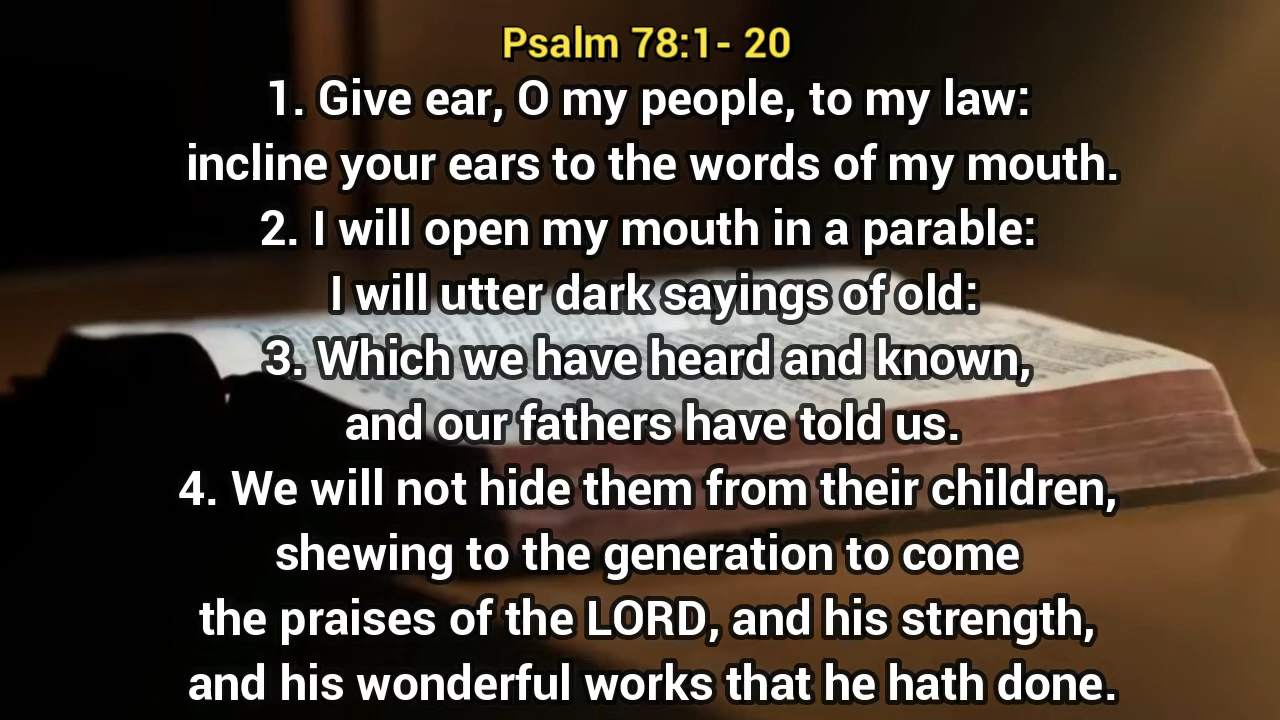 Psalm 78:1- 20
1. Give ear, O my people, to my law:
incline your ears to the words of my mouth.
2. I will open my mouth in a parable:
I will utter dark sayings of old:
3. Which we have heard and known,
and our fathers have told us.
4. We will not hide them from their children,
shewing to the generation to come
the praises of the LORD, and his strength,
and his wonderful works that he hath done.